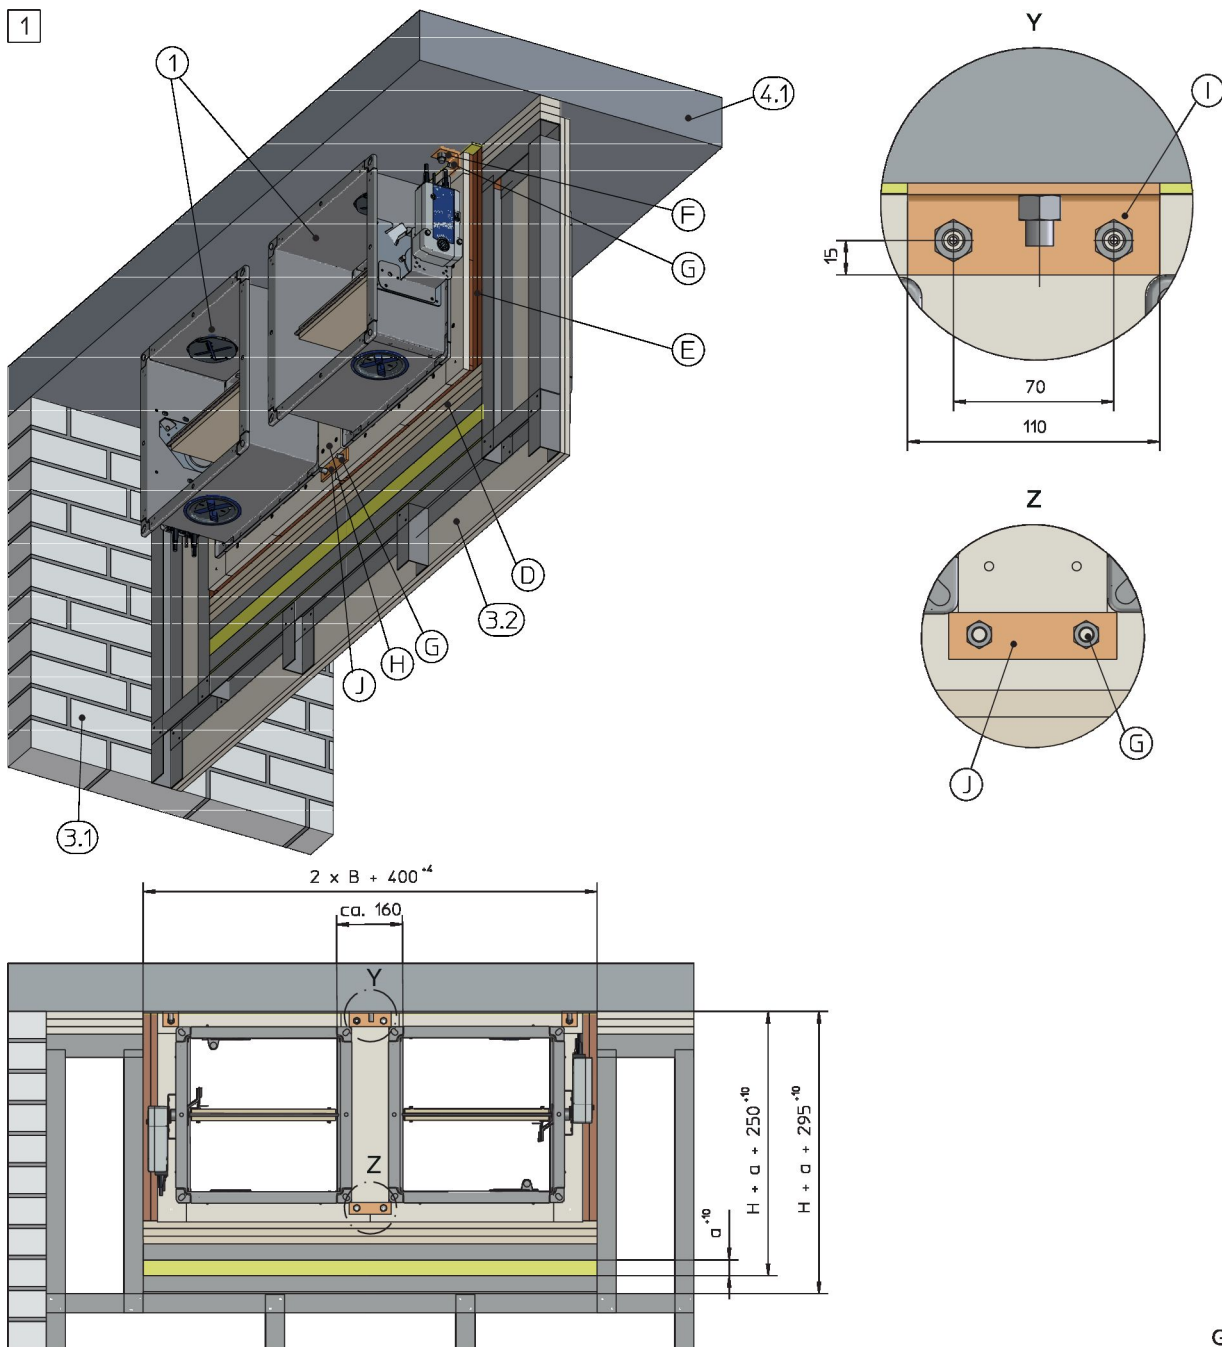 1
1
4.1
F
G
E
D
3.2
G
H
J
3.1
Y
I
15
70
110
Z
G
J
2 x B + 400 +4
ca. 160
Y
Z
a +10
H + a + 250 +10
H + a + 295 +10